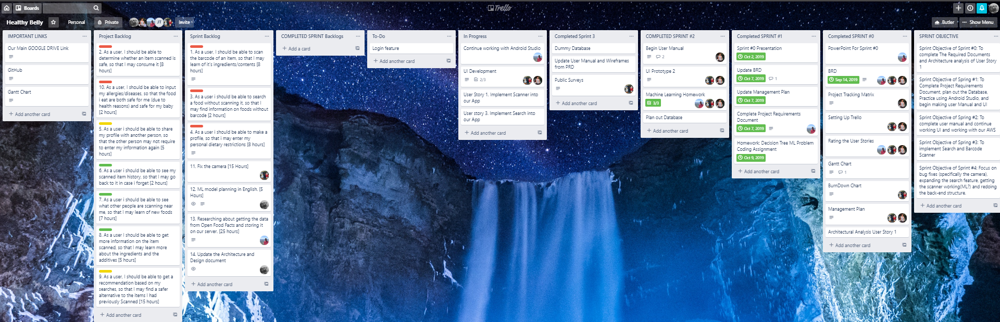 Boards
Trello
Healthy Belly
Personal
Private
JT
Invite
Butler
Show Menu
IMPORTANT LINKS
Our Main GOOGLE DRIVE Link
GitHub
Gantt Chart
Add another card
Project Backlog
2. As a user, I should be able to
determine whether an item scanned is
safe, so that I may consume it [8
hours]
10. As a user, I should be able to input
my allergies/diseases, so that the food
i eat are both safe for me (due to
health reasons) and safe for my baby
[2 hours]
5. As a user i should be able to share
my profile with another person, so
that the other person may not require
to enter my information again [5
hours]
6. As a user i should be able to see my
scanned item history, so that I may go
back to it in case i forget [2 hours]
7. As a user i should be able to see
what other people are scanning near
me, so that I may learn of new foods
[7 hours]
8. As a user i should be able to get
more information on the item
scanned, so that I may learn more
about the ingredients and the
additives [5 hours]
9. As a user, I should be able to get a
recommendation based on my
searches, so that I may find a safer
alternative to the items I had
previously Scanned [15 hours]
Add another card
Sprint Backlog
1. As a user, I should be able to scan
the barcode of an item, so that I may
learn of it's ingredients/contents [8
hours]
3. As a user i should be able to search
a food without scanning it, so that I
may find information on foods without
barcode [2 hours]
4. As a user i should be able to make a
profile, so that i may enter my
personal dietary restrictions [8 hours]
11. Fix the camera [15 Hours]
12. ML model planning in English. [5
Hours]
13. Researching about getting the data
from Open Food Facts and storing it
on our server. [25 hours]
14. Update the Architecture and
Design document
Add another card
COMPLETED SPRINT Backlogs
Add a card
To-Do
Login feature
Add another card
In Progress
Continue working with Android Studio
UI Development
2/3
User Story 1. Implement Scanner into
our App
User story 3. Implement Search into
our App
Add another card
Completed Sprint 3
Dummy Database
Update User Manual and Wireframes
from PRD
Public Surveys
Add another card
COMPLETED SPRINT #2
Begin User Manual
2
UI Prototype 2
Machine Learning Homework
3/3
Plan out Database
Add another card
Completed SPRINT #1
Sprint #0 Presentation
Oct 2, 2019
Update BRD
Oct 7, 2019
1
Update Management Plan
Oct 7, 2019
Complete Project Requirements
Document
Oct 7, 2019
Homework: Decision Tree ML Problem
Coding Assignment
Oct 9, 2019
Add another card
Completed SPRINT #0
PowerPoint For Sprint #0
BRD
Sep 14, 2019
Project Tracking Matrix
Setting Up Trello
Rating the User Stories
Gantt Chart
1
BurnDown Chart
Management Plan
Architectural Analysis User Story 1
Add another card
SPRINT OBJECTIVE
Sprint Objective of Sprint #0: To
complete The Required Documents
and Architecture analysis of User Story
1
Sprint Objective of Spring #1: To
Complete Project Requirements
Document, plan out the Database,
Practice using Android Studio, and
begin making user Manual and UI
Sprint Objective of Spring #2: To
complete user manual and continue
working UI and working with our AWS
Sprint Objective of Spring #3: To
implement Search and Barcode
Scanner
Sprint Objective of Sprint #4: Focus on
bug fixes (specifically the camera),
expanding the search feature, getting
the scanner working(ML?) and redoing
the back-end structure.
Add another card